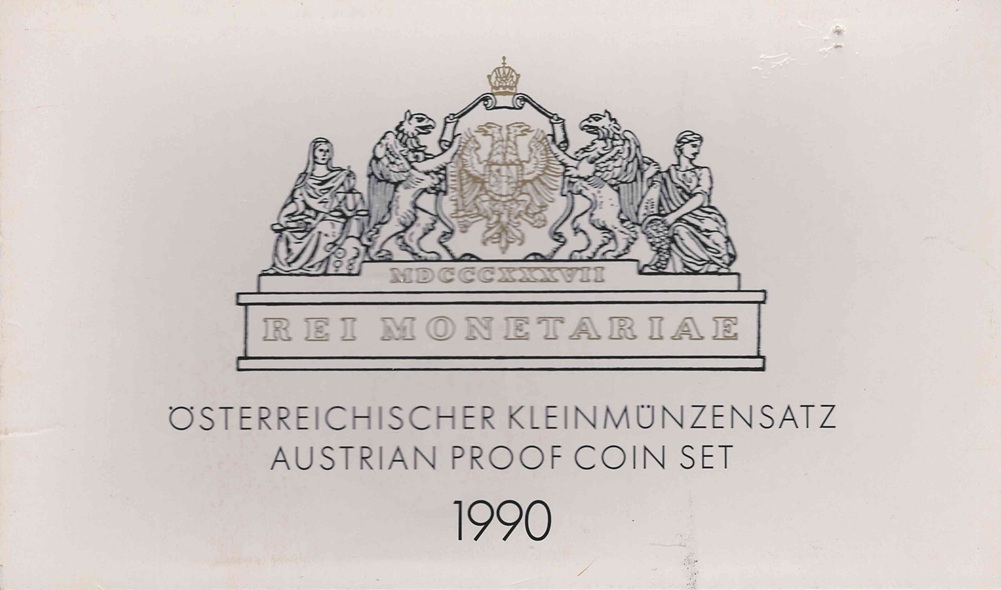 MDCCCXXXVII
REI MONETARIAE
ÖSTERREICHISCHER KLEINMÜNZENSATZ
AUSTRIAN PROOF COIN SET
1990